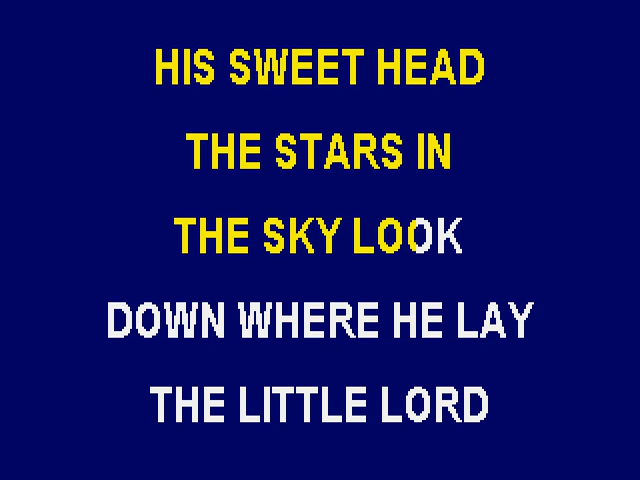 HIS SWEET HEAD
THE STARS IN
THE SKY LOOK
DOWN WHERE HE LAY
THE LITTLE LORD